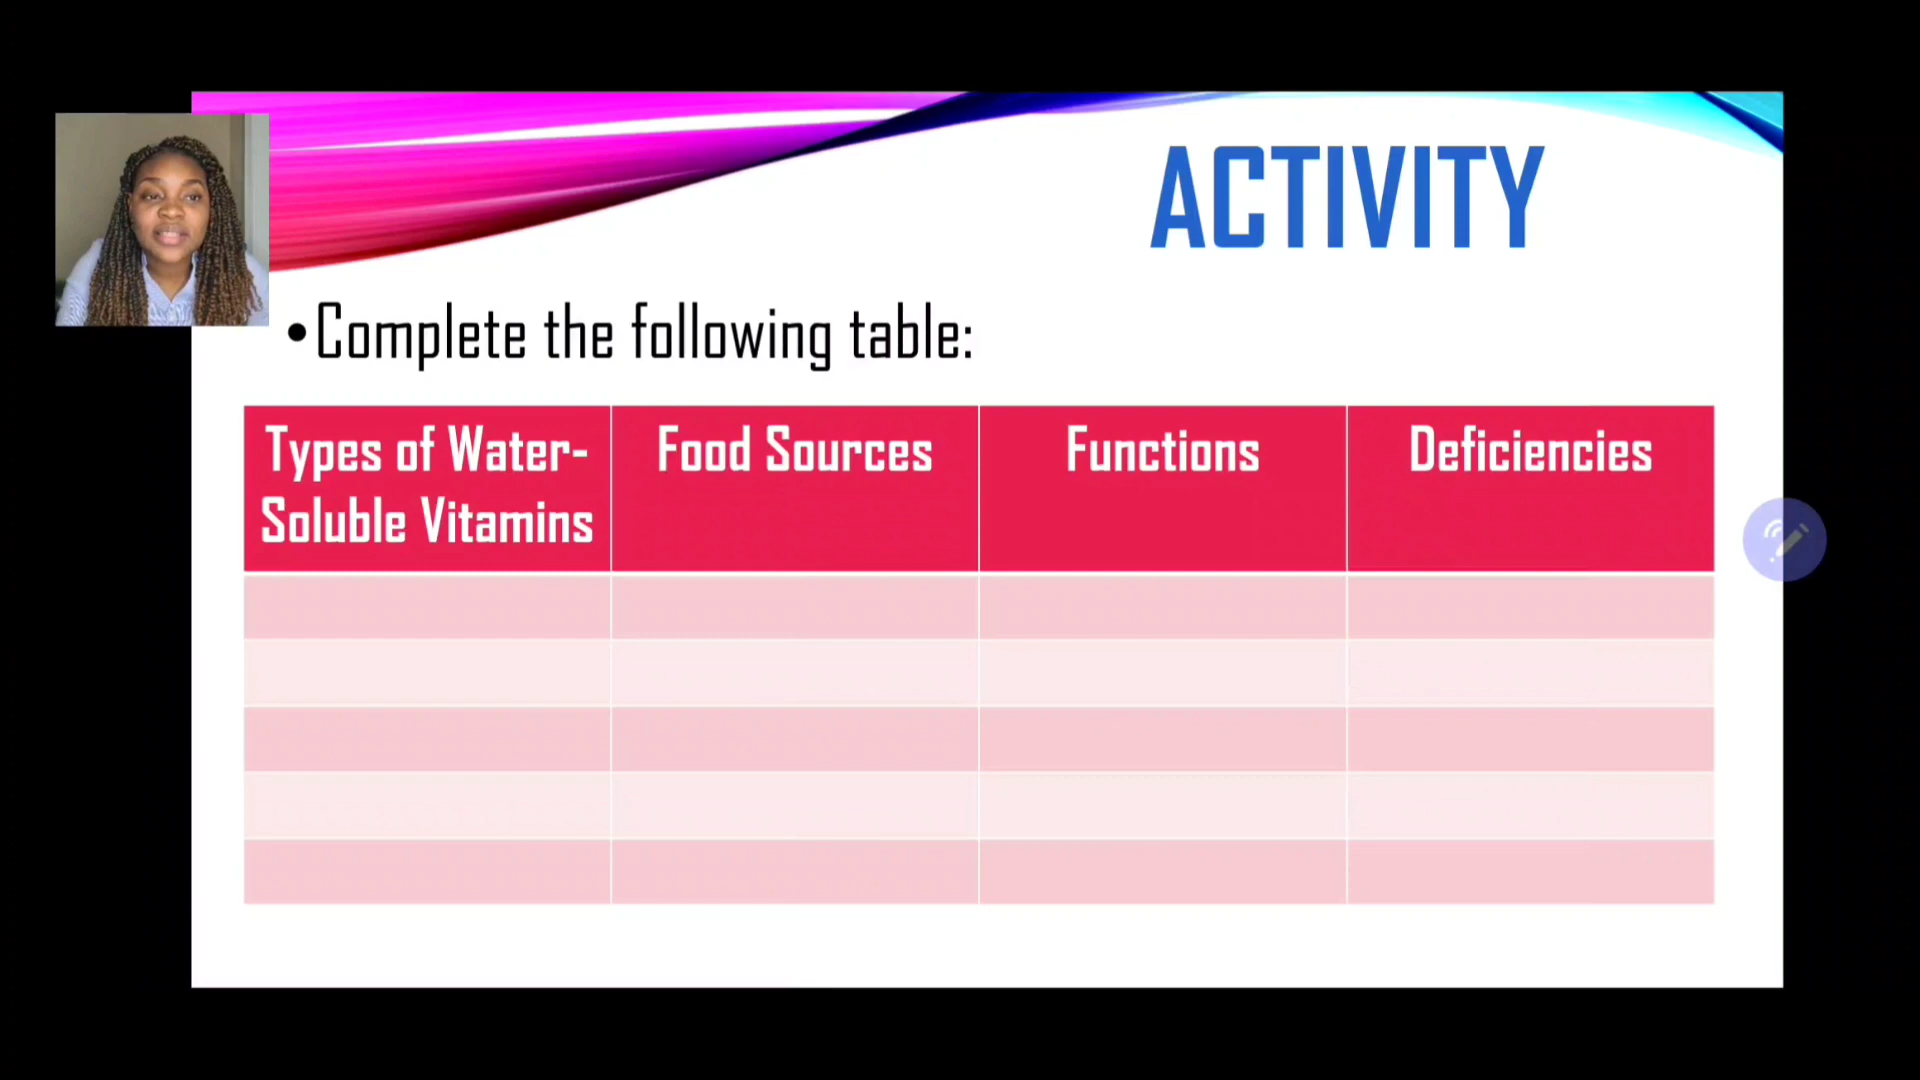 ACTIVITY
•Complete the following table:
Types of Water-
Soluble Vitamins
Food Sources
Functions
Deficiencies